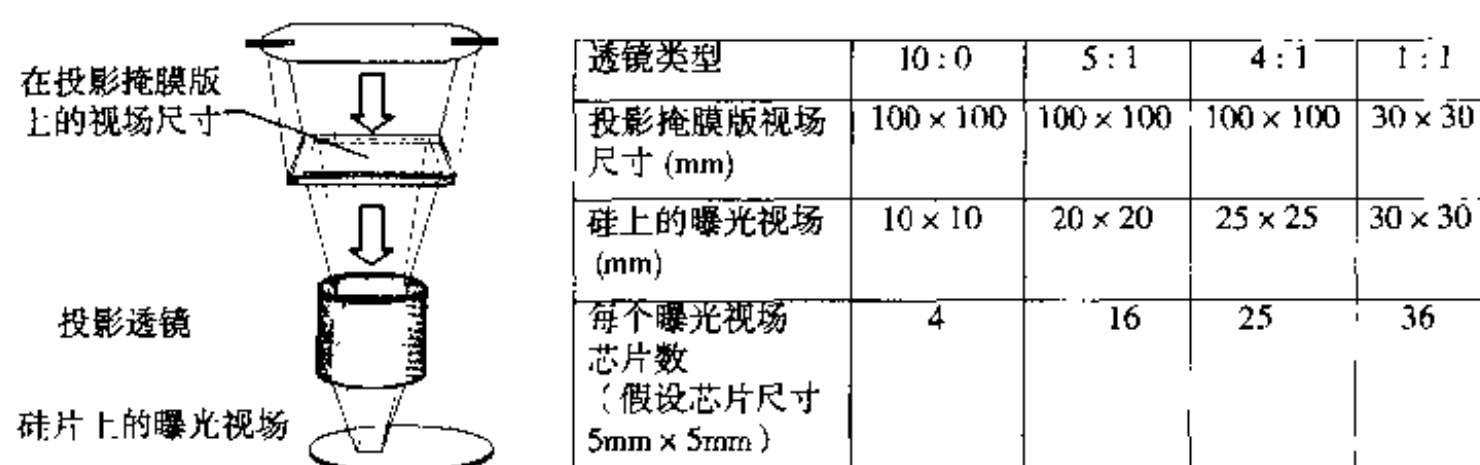 在投影掩膜版
上的视场尺寸
投影透镜
硅片上的曝光视场
透镜类型 10 : 0 5 : 1 4 : 1 1 : 1
投影掩膜版视场 100 × 100 100 × 100 100 × 100 30 × 30
尺寸 (mm)
硅上的曝光视场 10 × 10 20 × 20 25 × 25 30 × 30
(mm)
每个曝光视场 4 16 25 36
芯片数
(假设芯片尺寸
5mm × 5mm)